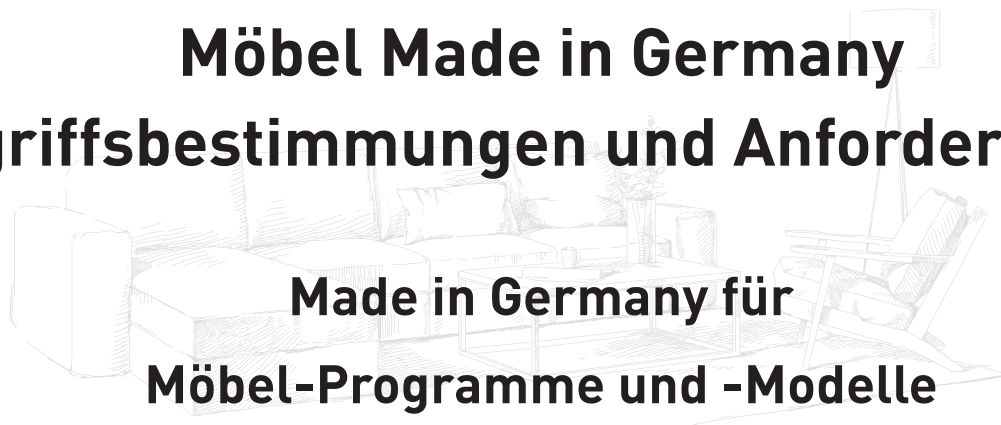 Möbel Made in Germany
griffsbestimmungen und Anforder
Made in Germany für
Möbel-Programme und -Modelle